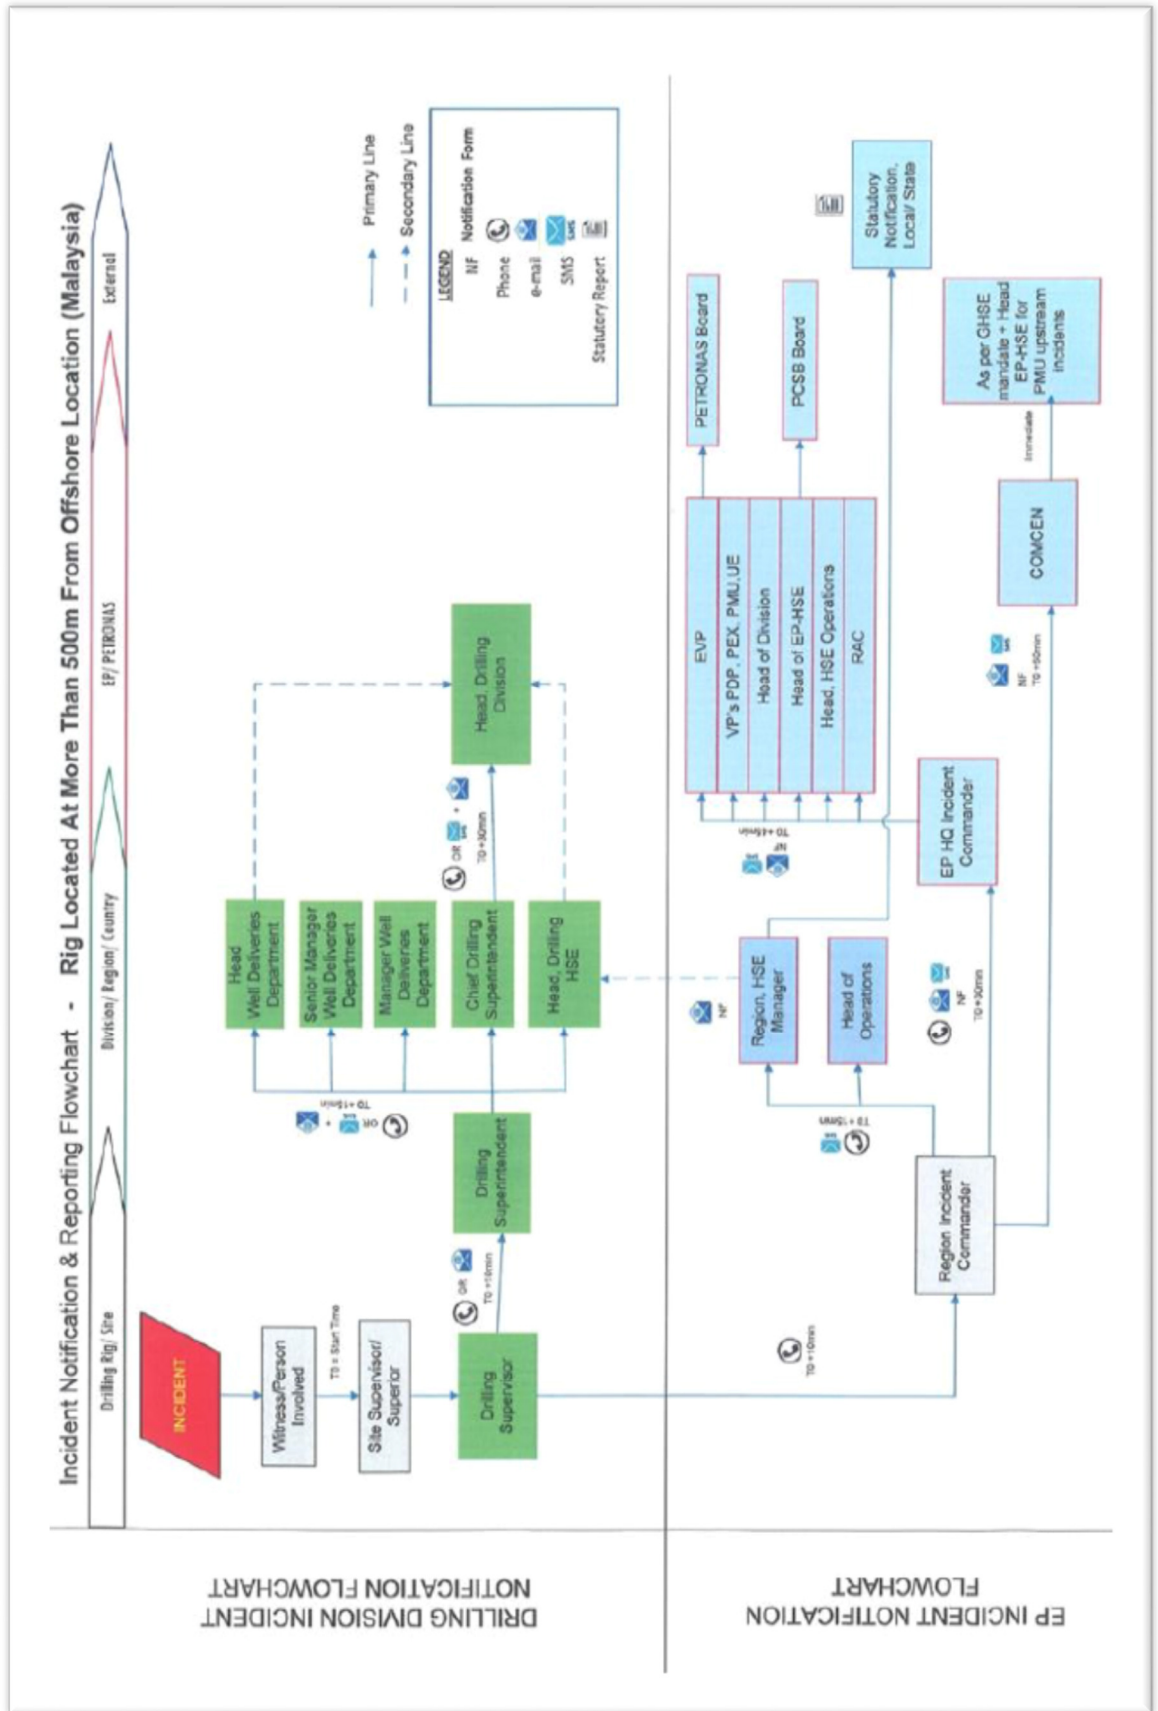 Incident Notification & Reporting Flowchart - Rig Located At More Than 500m From Offshore Location (Malaysia)
Drilling Rig/ Site
Division/ Region/ Country
EP/ PETRONAS
External
DRILLING DIVISION INCIDENT
NOTIFICATION FLOWCHART
INCIDENT
Witness/Person
Involved
T0 = Start Time
Site Supervisor/
Superior
Drilling
Supervisor
OR
T0 +10min
Drilling
Superintendent
+
SMS
OR
T0 +15min
Head
Well Deliveries
Department
Senior Manager
Well Deliveries
Department
Manager Well
Deliveries
Department
Chief Drilling
Superintendent
Head, Drilling
HSE
OR
SMS
+
T0 +30min
Head, Drilling
Division
Primary Line
Secondary Line
LEGEND
NF Notification Form
Phone
e-mail
SMS
SMS
Statutory Report
EP INCIDENT NOTIFICATION
FLOWCHART
T0 +10min
Region Incident
Commander
SMS
T0 +15min
Region, HSE
Manager
Head of
Operations
NF
SMS
NF
T0 +30min
EP HQ Incident
Commander
SMS
NF
T0 +45min
EVP
VP's PDP, PEX, PMU,UE
Head of Division
Head of EP-HSE
Head, HSE Operations
RAC
PETRONAS Board
PCSB Board
Statutory
Notification,
Local/ State
SMS
NF
T0 +60min
COMCEN
Immediate
As per GHSE
mandate + Head
EP-HSE for
PMU upstream
incidents